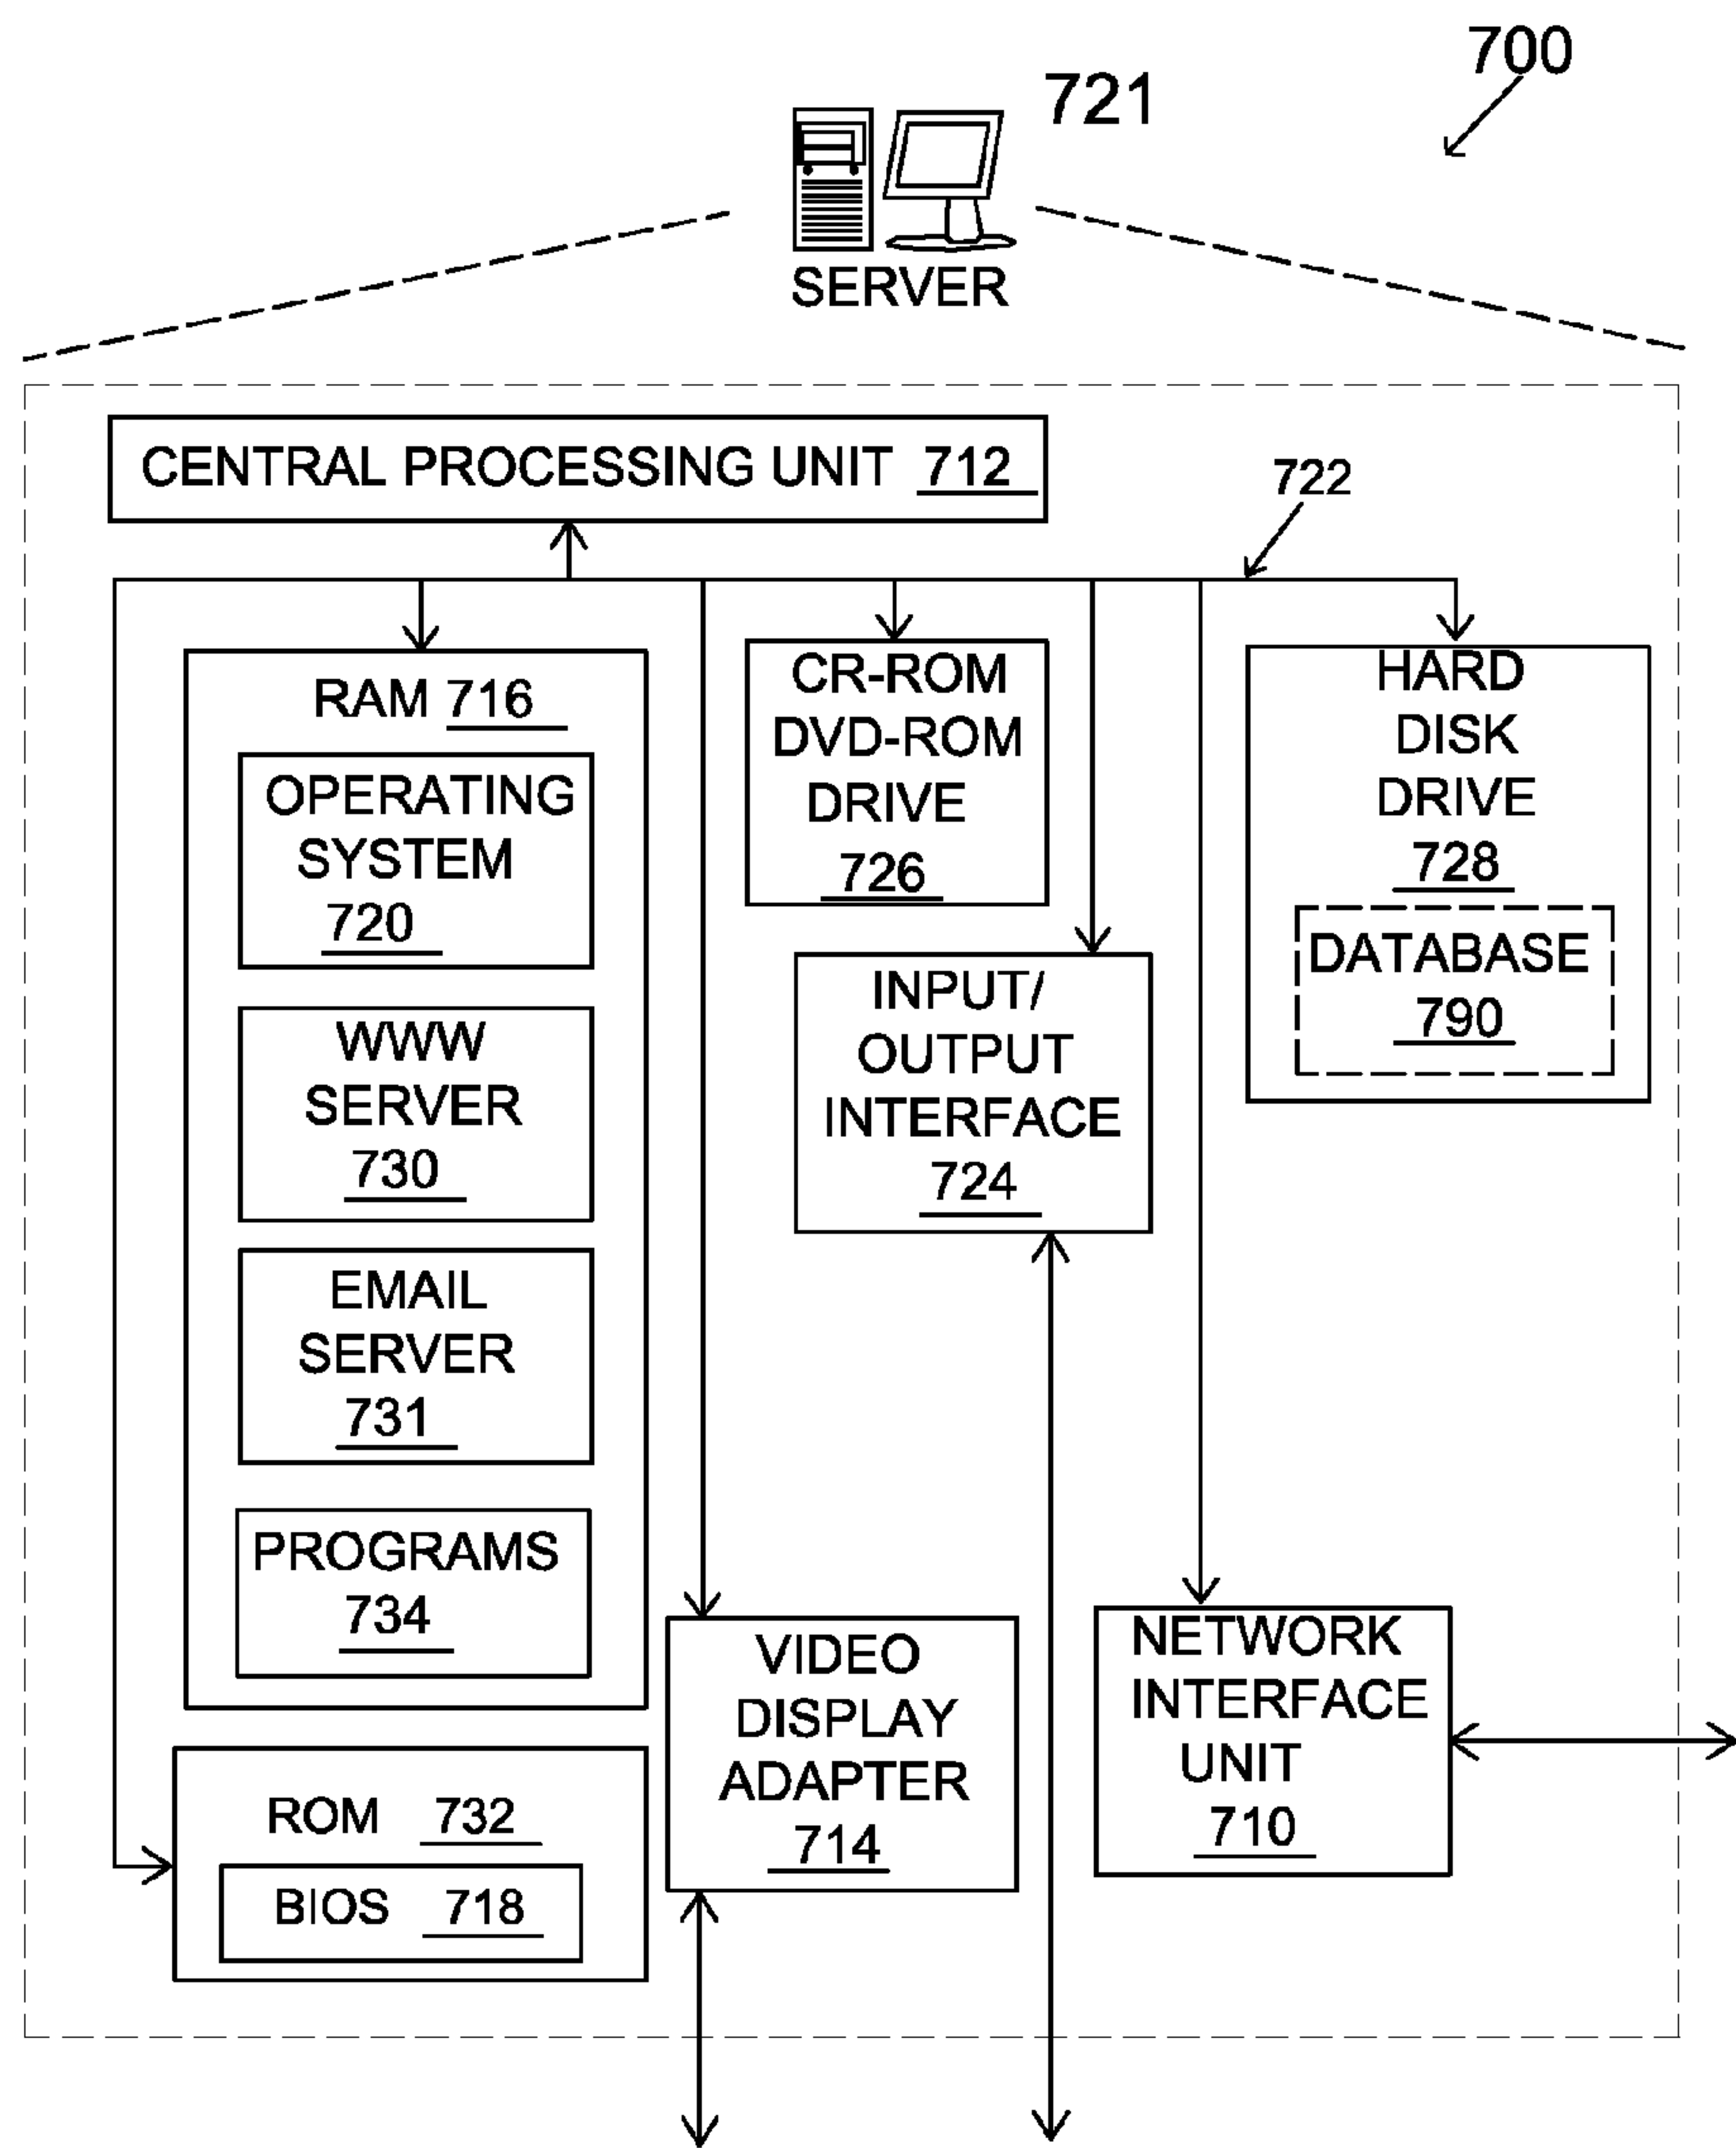 700
721
SERVER
CENTRAL PROCESSING UNIT 712
722
RAM 716
OPERATING
SYSTEM
720
WWW
SERVER
730
EMAIL
SERVER
731
PROGRAMS
734
ROM 732
BIOS 718
CR-ROM
DVD-ROM
DRIVE
726
INPUT/
OUTPUT
INTERFACE
724
HARD
DISK
DRIVE
728
DATABASE
790
VIDEO
DISPLAY
ADAPTER
714
NETWORK
INTERFACE
UNIT
710